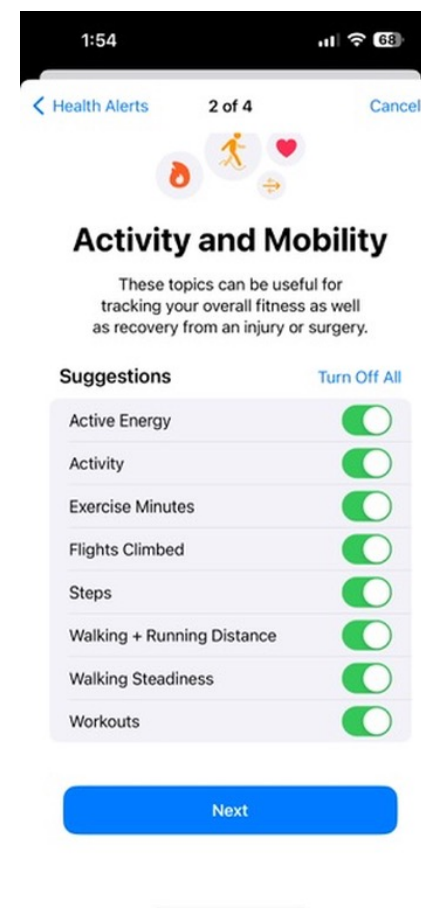 1:54
68
Health Alerts
2 of 4
Cancel
Activity and Mobility
These topics can be useful for
tracking your overall fitness as well
as recovery from an injury or surgery.
Suggestions
Turn Off All
Active Energy
Activity
Exercise Minutes
Flights Climbed
Steps
Walking + Running Distance
Walking Steadiness
Workouts
Next